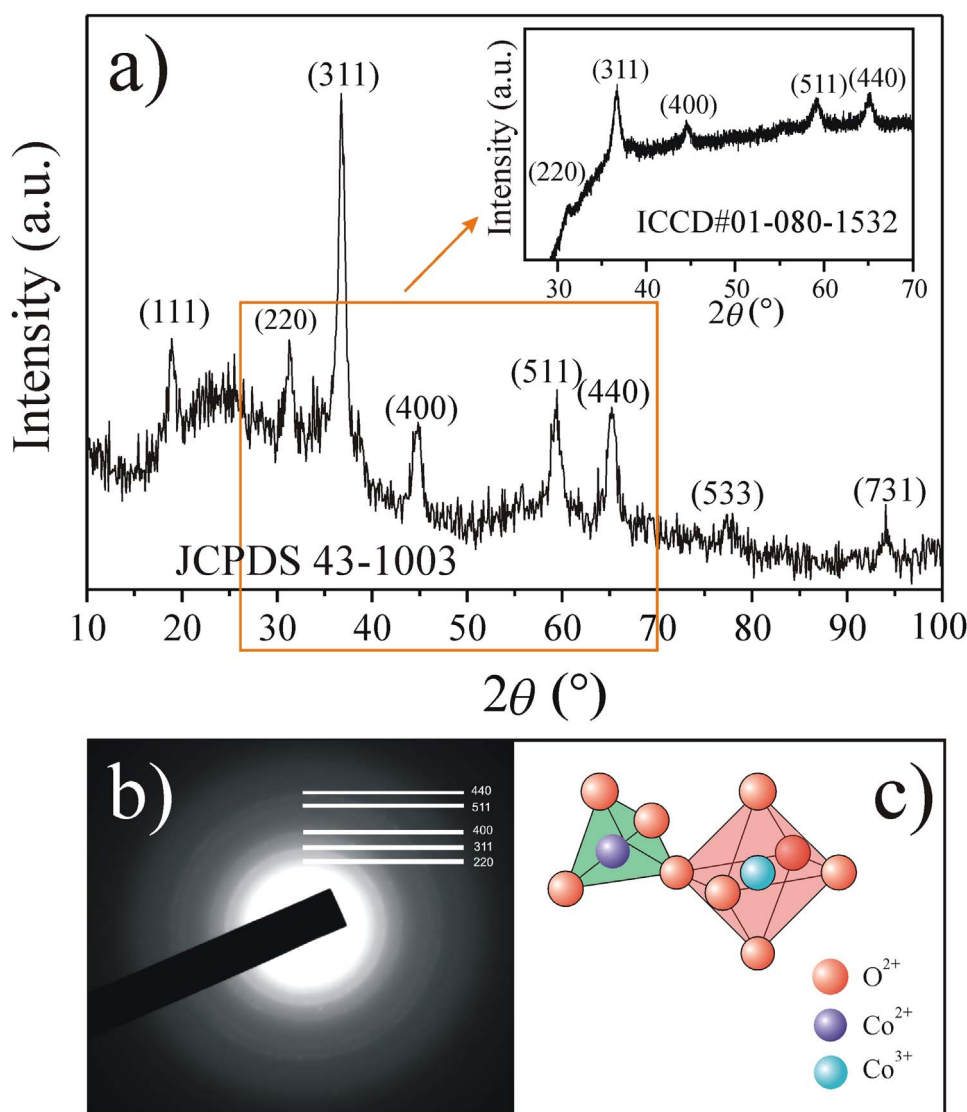 a)
(311)
(111)
(220)
(400)
(511)
(440)
(533)
(731)
JCPDS 43-1003
Intensity (a.u.)
10 20 30 40 50 60 70 80 90 100
2θ (°)
(220)
(311)
(400)
(511)
(440)
ICCD#01-080-1532
Intensity (a.u.)
30 40 50 60 70
2θ (°)
b)
440
511
400
311
220
c)
O²⁺
Co²⁺
Co³⁺